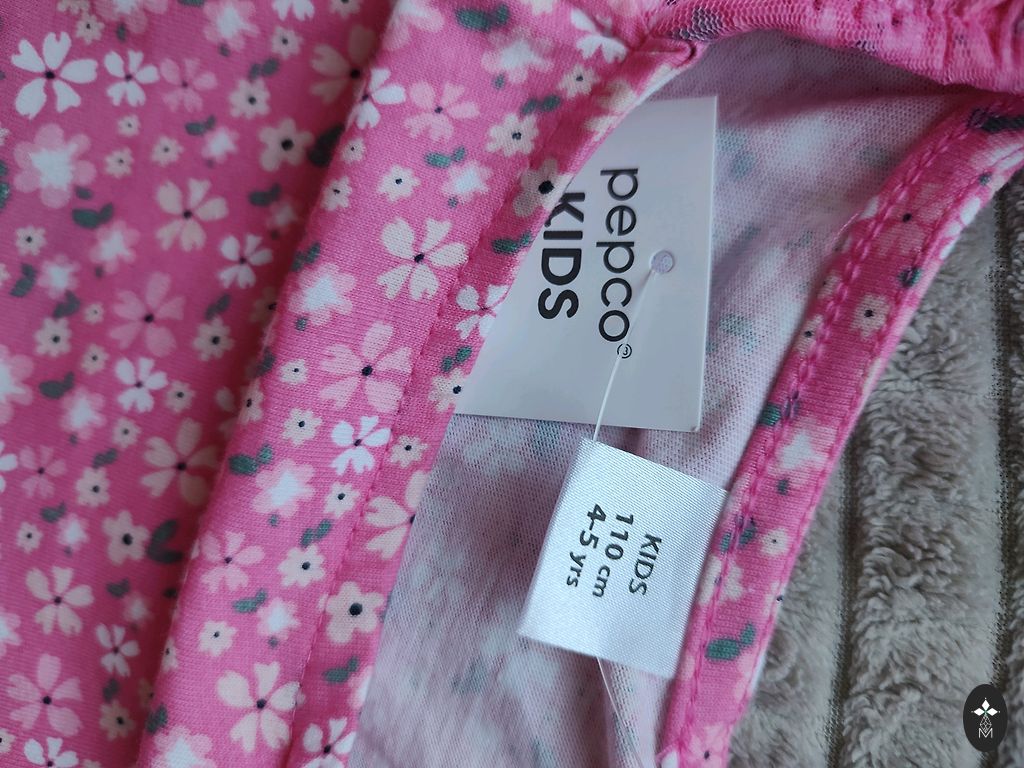 pepco®
KIDS
KIDS
110 cm
4-5 yrs
M